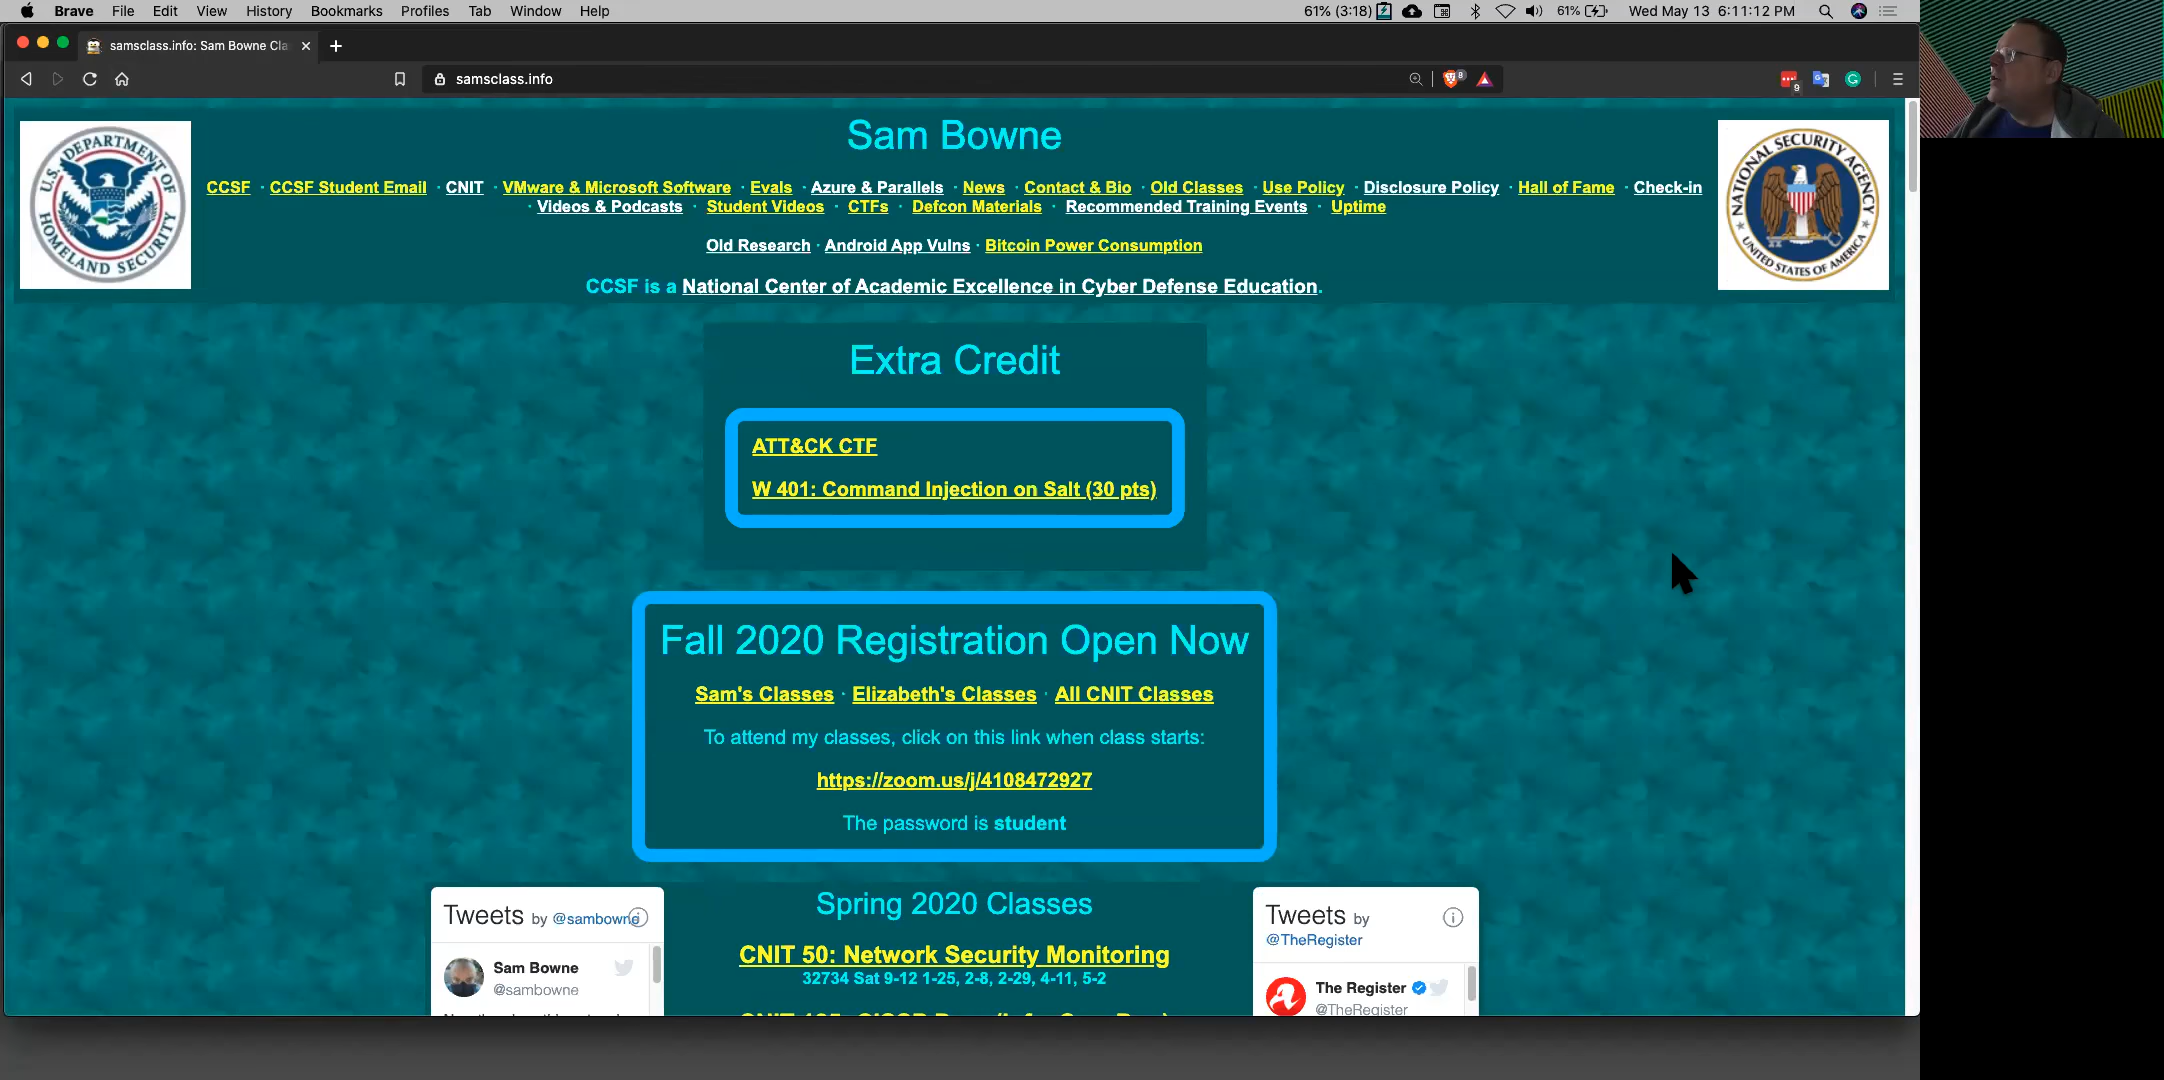 Brave File Edit View History Bookmarks Profiles Tab Window Help 61% (3:18) 61% Wed May 13 6:11:12 PM
samsclass.info: Sam Bowne Cla
samsclass.info
8
9
U.S. DEPARTMENT OF HOMELAND SECURITY
NATIONAL SECURITY AGENCY
UNITED STATES OF AMERICA
Sam Bowne
CCSF · CCSF Student Email · CNIT · VMware & Microsoft Software · Evals · Azure & Parallels · News · Contact & Bio · Old Classes · Use Policy · Disclosure Policy · Hall of Fame · Check-in
· Videos & Podcasts · Student Videos · CTFs · Defcon Materials · Recommended Training Events · Uptime
Old Research · Android App Vulns · Bitcoin Power Consumption
CCSF is a National Center of Academic Excellence in Cyber Defense Education.
Extra Credit
ATT&CK CTF
W 401: Command Injection on Salt (30 pts)
Fall 2020 Registration Open Now
Sam's Classes · Elizabeth's Classes · All CNIT Classes
To attend my classes, click on this link when class starts:
https://zoom.us/j/4108472927
The password is student
Tweets by @sambowne
Sam Bowne
@sambowne
Spring 2020 Classes
CNIT 50: Network Security Monitoring
32734 Sat 9-12 1-25, 2-8, 2-29, 4-11, 5-2
Tweets by
@TheRegister
The Register
@TheRegister